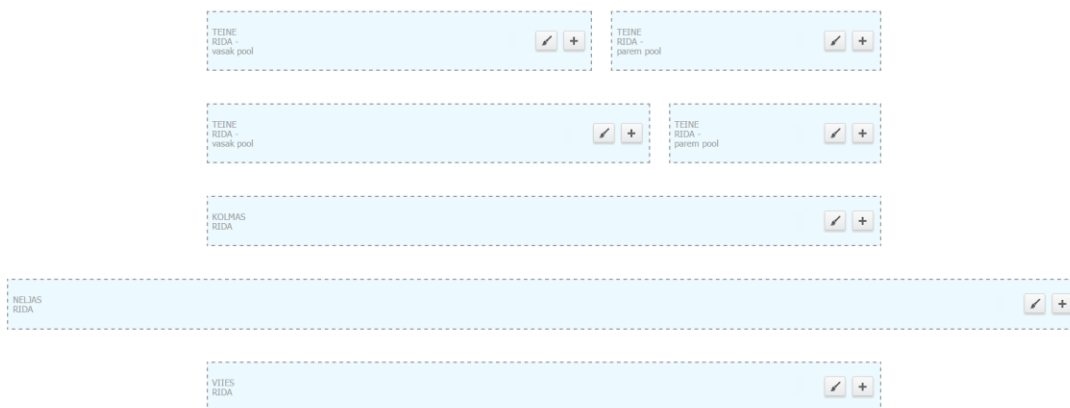 TEINE
RIDA -
vasak pool
TEINE
RIDA -
parem pool
TEINE
RIDA -
vasak pool
TEINE
RIDA -
parem pool
KOLMAS
RIDA
NELJAS
RIDA
VIIES
RIDA